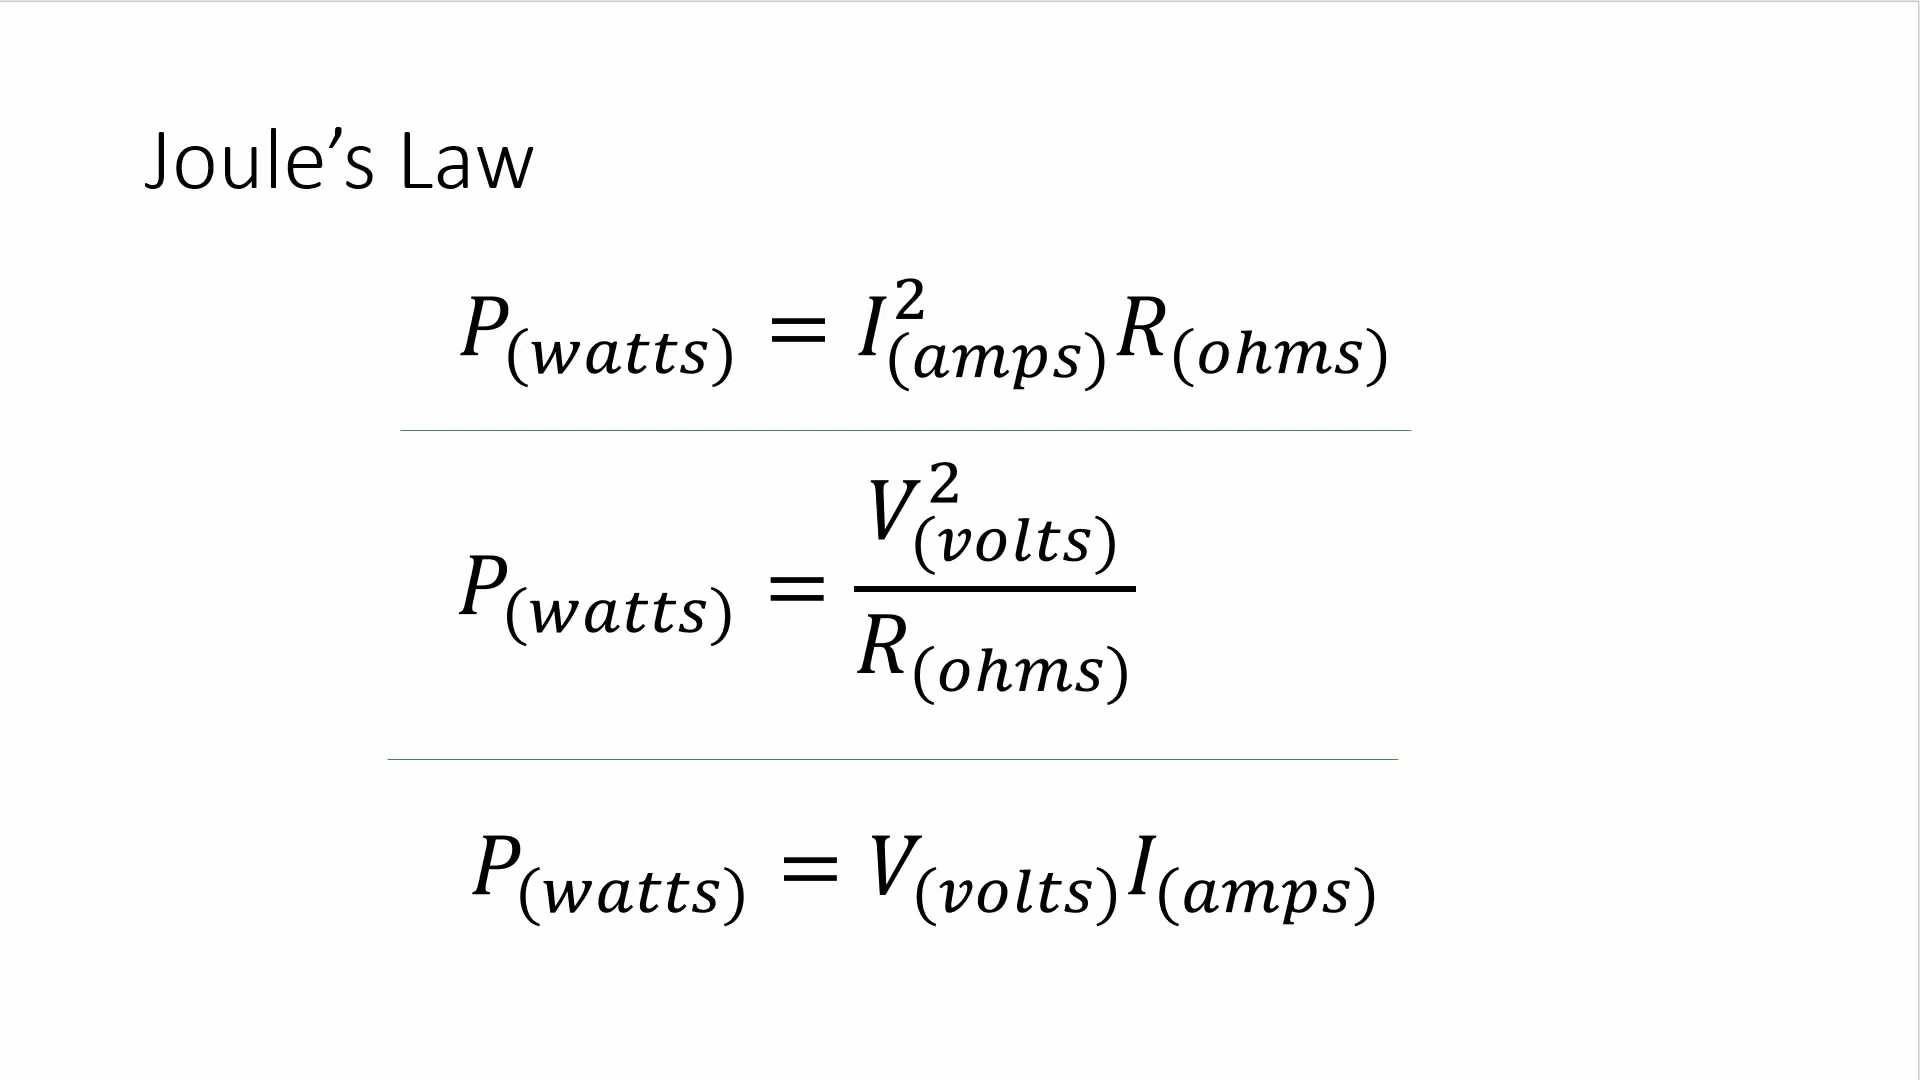 Joule’s Law
P(watts) = I²(amps)R(ohms)
P(watts) = V²(volts) / R(ohms)
P(watts) = V(volts)I(amps)